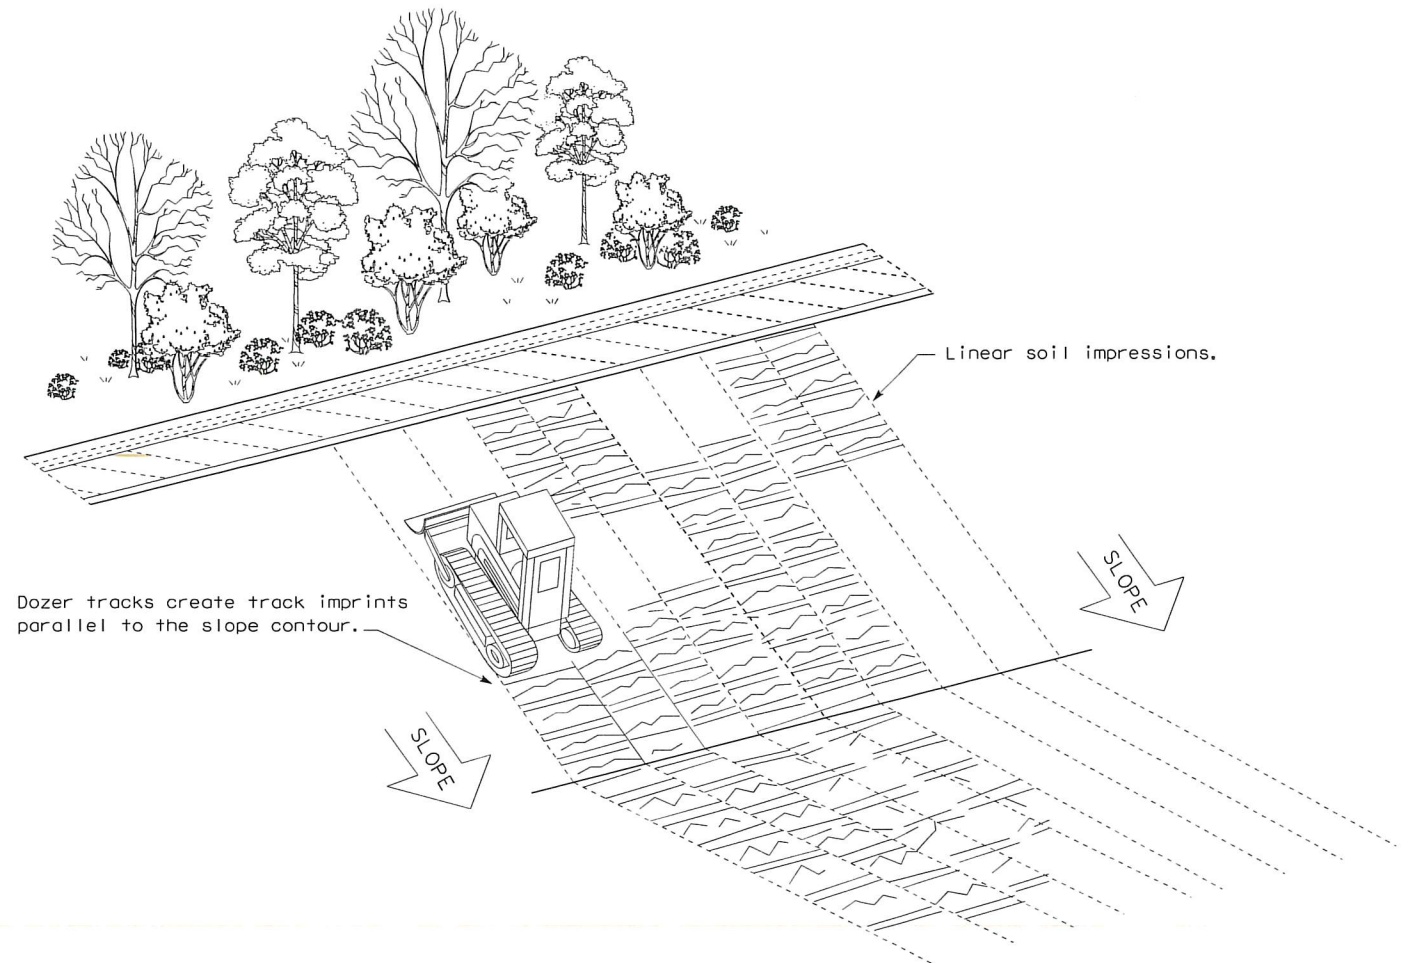 Linear soil impressions.
SLOPE
Dozer tracks create track imprints
parallel to the slope contour.
SLOPE